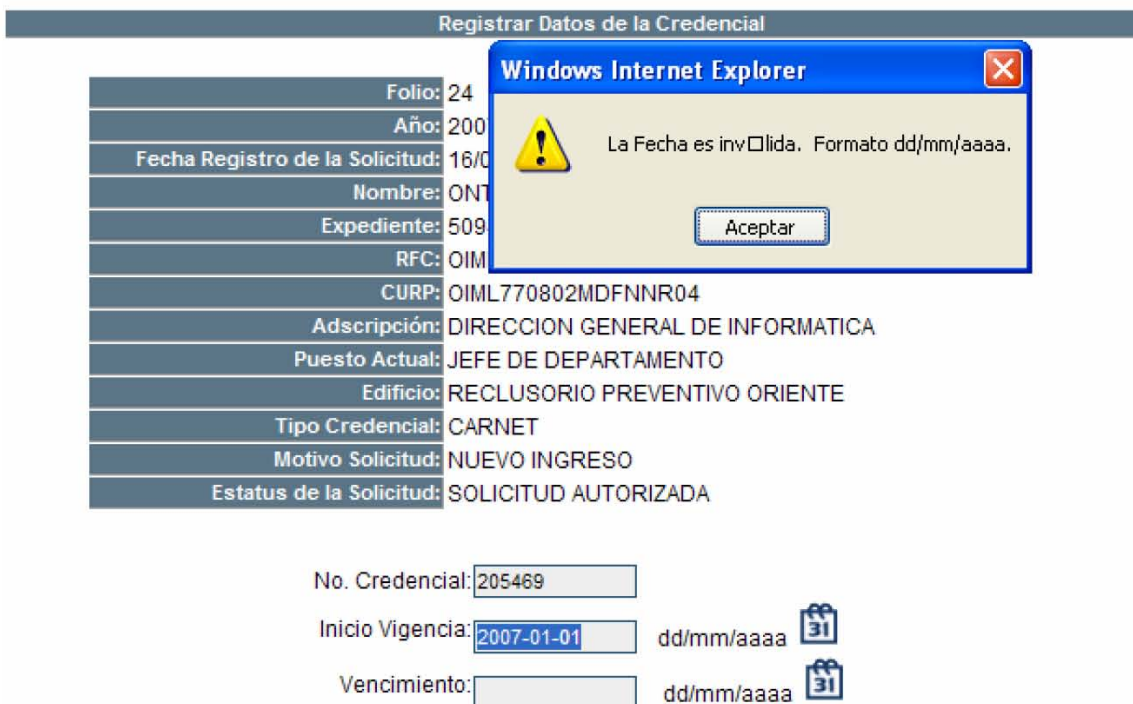 Registrar Datos de la Credencial
Windows Internet Explorer
La Fecha es inv□lida. Formato dd/mm/aaaa.
Aceptar
Folio: 24
Año: 200
Fecha Registro de la Solicitud: 16/0
Nombre: ONT
Expediente: 509
RFC: OIM
CURP: OIML770802MDFNNR04
Adscripción: DIRECCION GENERAL DE INFORMATICA
Puesto Actual: JEFE DE DEPARTAMENTO
Edificio: RECLUSORIO PREVENTIVO ORIENTE
Tipo Credencial: CARNET
Motivo Solicitud: NUEVO INGRESO
Estatus de la Solicitud: SOLICITUD AUTORIZADA
No. Credencial: 205469
Inicio Vigencia: 2007-01-01 dd/mm/aaaa 31
Vencimiento: dd/mm/aaaa 31